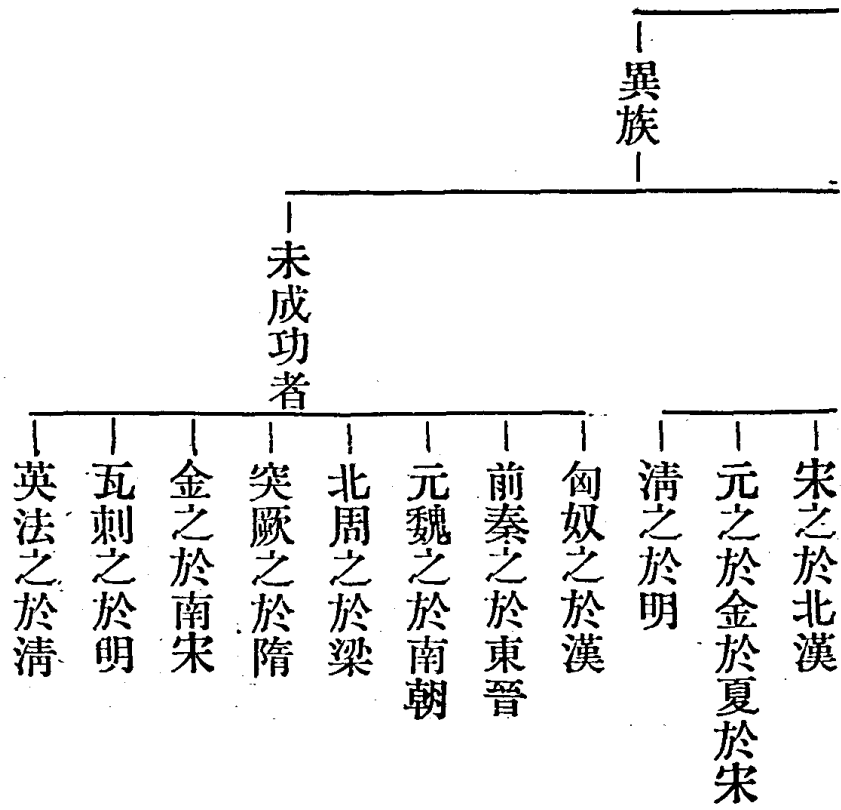 異族
未成功者
宋之於北漢
元之於金於夏於宋
清之於明
匈奴之於漢
前秦之於東晉
元魏之於南朝
北周之於梁
突厥之於隋
金之於南宋
瓦剌之於明
英法之於清